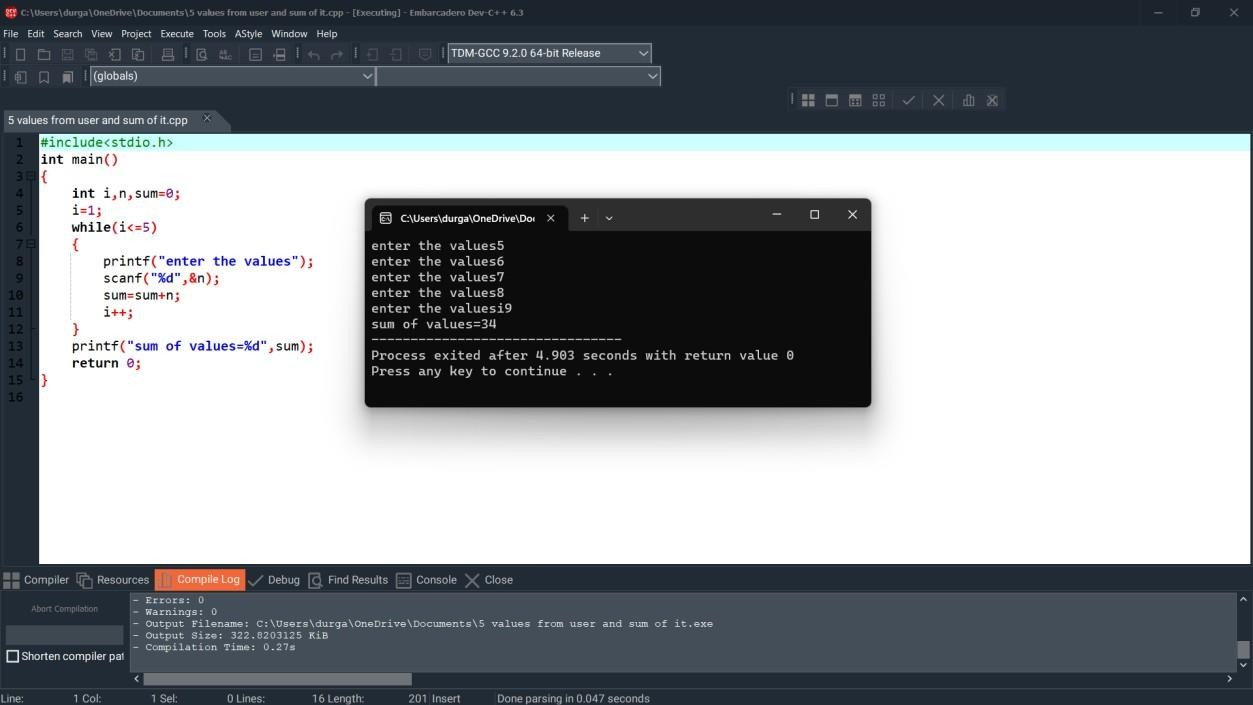 C:\Users\durga\OneDrive\Documents\5 values from user and sum of it.cpp - [Executing] - Embarcadero Dev-C++ 6.3
File Edit Search View Project Execute Tools AStyle Window Help
TDM-GCC 9.2.0 64-bit Release
(globals)
5 values from user and sum of it.cpp
1 #include<stdio.h>
2 int main()
3 {
4 int i,n,sum=0;
5 i=1;
6 while(i<=5)
7 {
8 printf("enter the values");
9 scanf("%d",&n);
10 sum=sum+n;
11 i++;
12 }
13 printf("sum of values=%d",sum);
14 return 0;
15 }
16
C:\Users\durga\OneDrive\Doc
enter the values5
enter the values6
enter the values7
enter the values8
enter the valuesi9
sum of values=34
--------------------------------
Process exited after 4.903 seconds with return value 0
Press any key to continue . . .
Compiler Resources Compile Log Debug Find Results Console Close
Abort Compilation
Shorten compiler pat
- Errors: 0
- Warnings: 0
- Output Filename: C:\Users\durga\OneDrive\Documents\5 values from user and sum of it.exe
- Output Size: 322.8203125 KiB
- Compilation Time: 0.27s
Line: 1 Col: 1 Sel: 0 Lines: 16 Length: 201 Insert Done parsing in 0.047 seconds